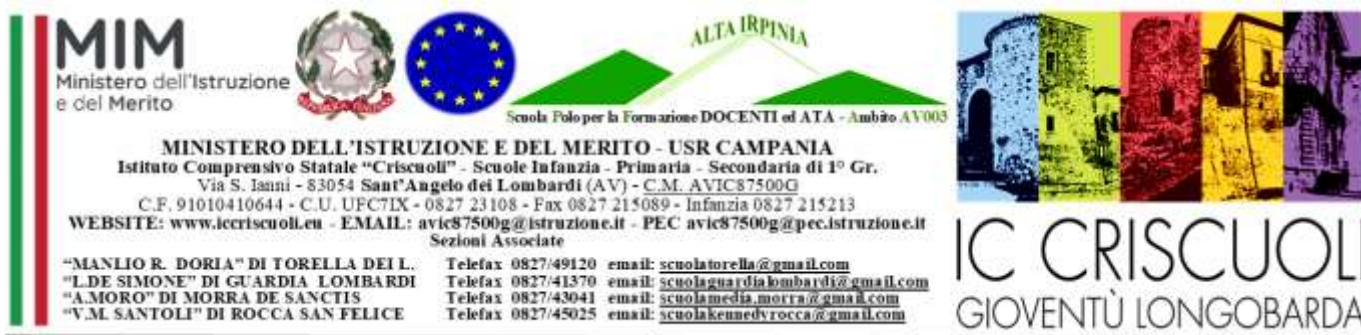 MIM
Ministero dell'Istruzione
e del Merito
ALTA IRPINIA
Scuola Polo per la Formazione DOCENTI ed ATA - Ambito AV003
MINISTERO DELL'ISTRUZIONE E DEL MERITO - USR CAMPANIA
Istituto Comprensivo Statale "Criscuoli" - Scuole Infanzia - Primaria - Secondaria di 1° Gr.
Via S. Ianni - 83054 Sant'Angelo dei Lombardi (AV) - C.M. AVIC87500G
C.F. 91010410644 - C.U. UFC7IX - 0827 23108 - Fax 0827 215089 - Infanzia 0827 215213
WEBSITE: www.iccriscuoli.eu - EMAIL: avic87500g@istruzione.it - PEC avic87500g@pec.istruzione.it
Sezioni Associate
"MANLIO R. DORIA" DI TORELLA DEI L. Telefax 0827/49120 email: scuolatorella@gmail.com
"L.DE SIMONE" DI GUARDIA LOMBARDI Telefax 0827/41370 email: scuolaguardialombardi@gmail.com
"A.MORO" DI MORRA DE SANCTIS Telefax 0827/43041 email: scuolamedia.morra@gmail.com
"V.M. SANTOLI" DI ROCCA SAN FELICE Telefax 0827/45025 email: scuolakennedyrocca@gmail.com
IC CRISCUOLI
GIOVENTÙ LONGOBARDA